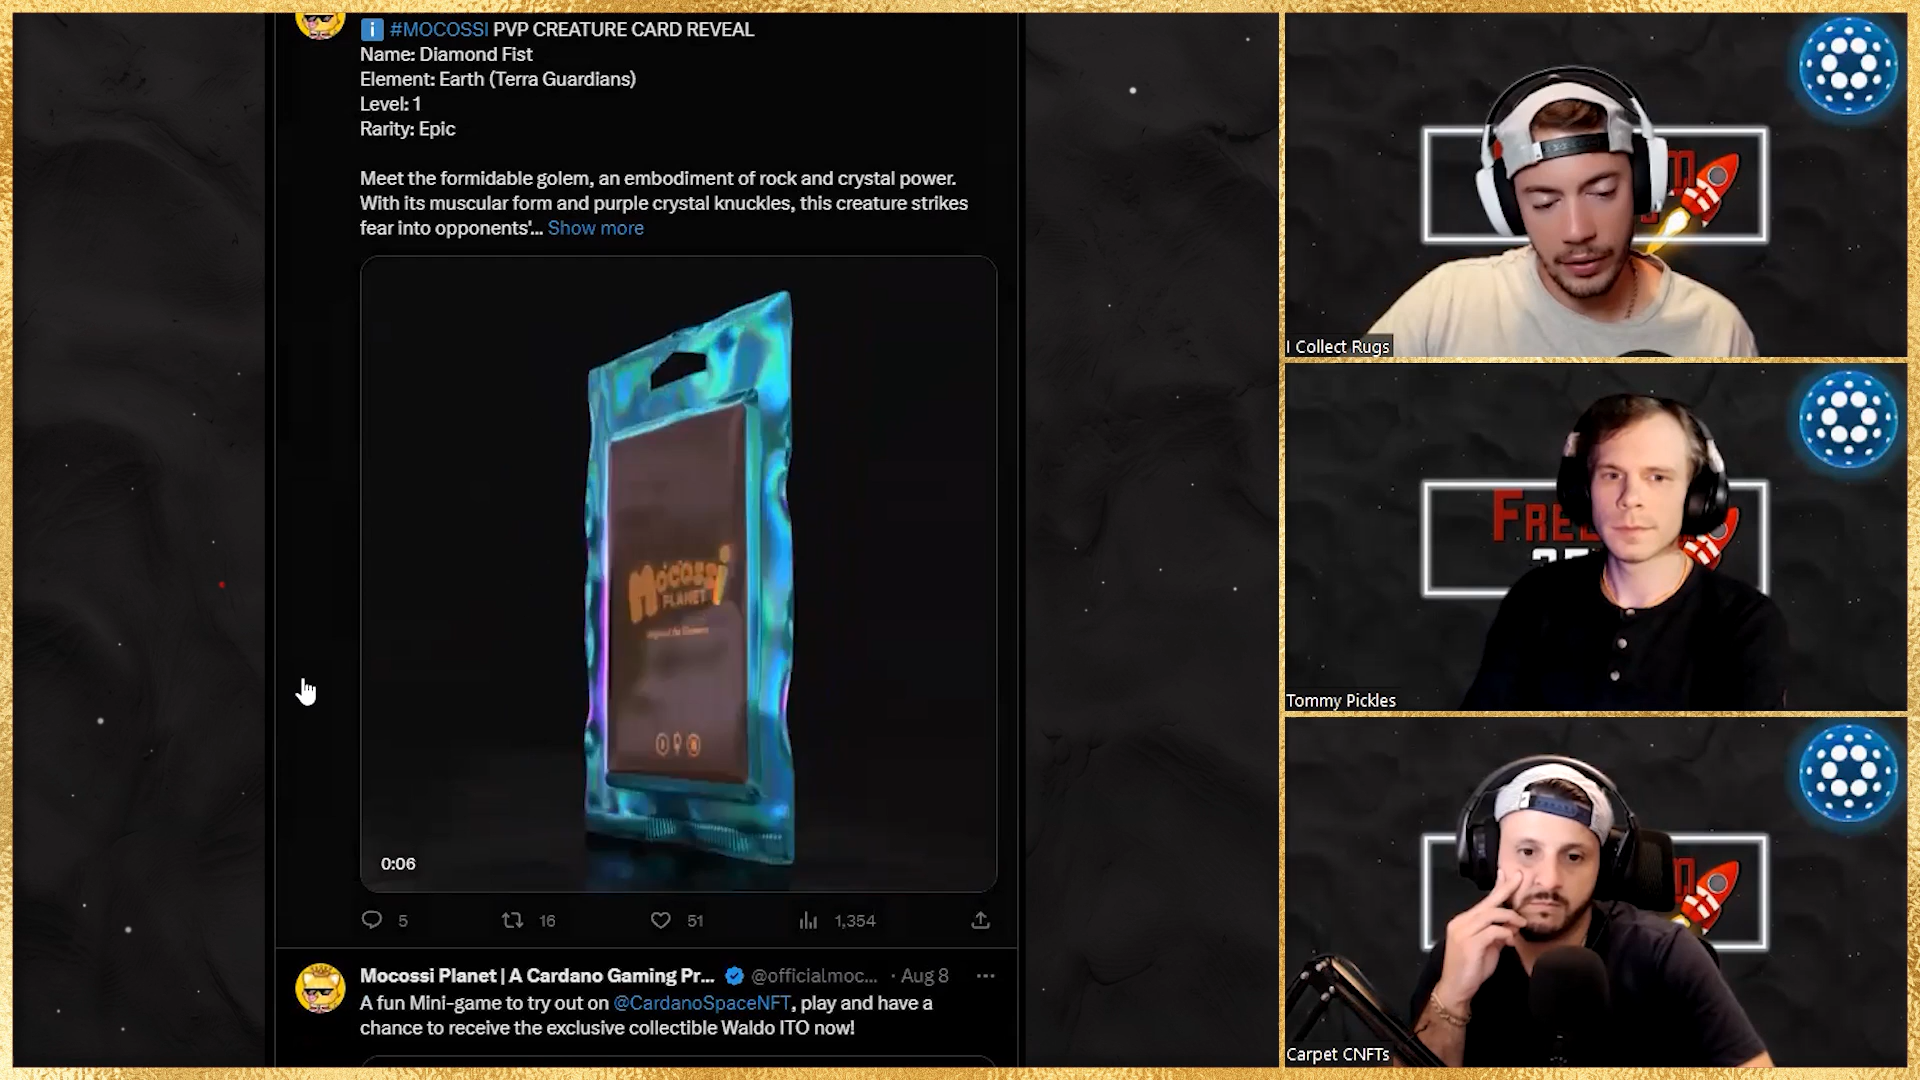 #MOCOSSI PVP CREATURE CARD REVEAL
Name: Diamond Fist
Element: Earth (Terra Guardians)
Level: 1
Rarity: Epic
Meet the formidable golem, an embodiment of rock and crystal power.
With its muscular form and purple crystal knuckles, this creature strikes
fear into opponents'... Show more
Mocossi
PLANET
0:06
5 16 51 1,354
Mocossi Planet | A Cardano Gaming Pr... @officialmoc... · Aug 8 ...
A fun Mini-game to try out on @CardanoSpaceNFT, play and have a
chance to receive the exclusive collectible Waldo ITO now!
I Collect Rugs
Tommy Pickles
Carpet CNFTs